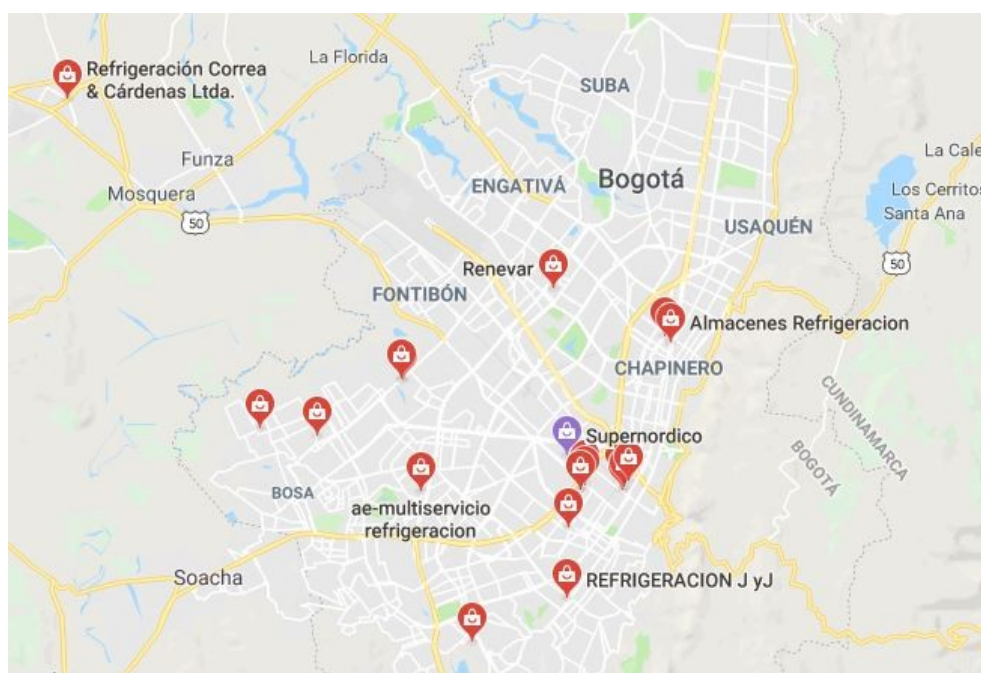 La Florida
Refrigeración Correa
& Cárdenas Ltda.
SUBA
La Cale
Funza
Bogotá
ENGATIVÁ
Mosquera
Los Cerritos
Santa Ana
50
USAQUÉN
50
Renevar
FONTIBÓN
Almacenes Refrigeracion
CHAPINERO
CUNDINAMARCA
BOGOTÁ
Supernordico
BOSA
ae-multiservicio
refrigeracion
Soacha
REFRIGERACION J yJ